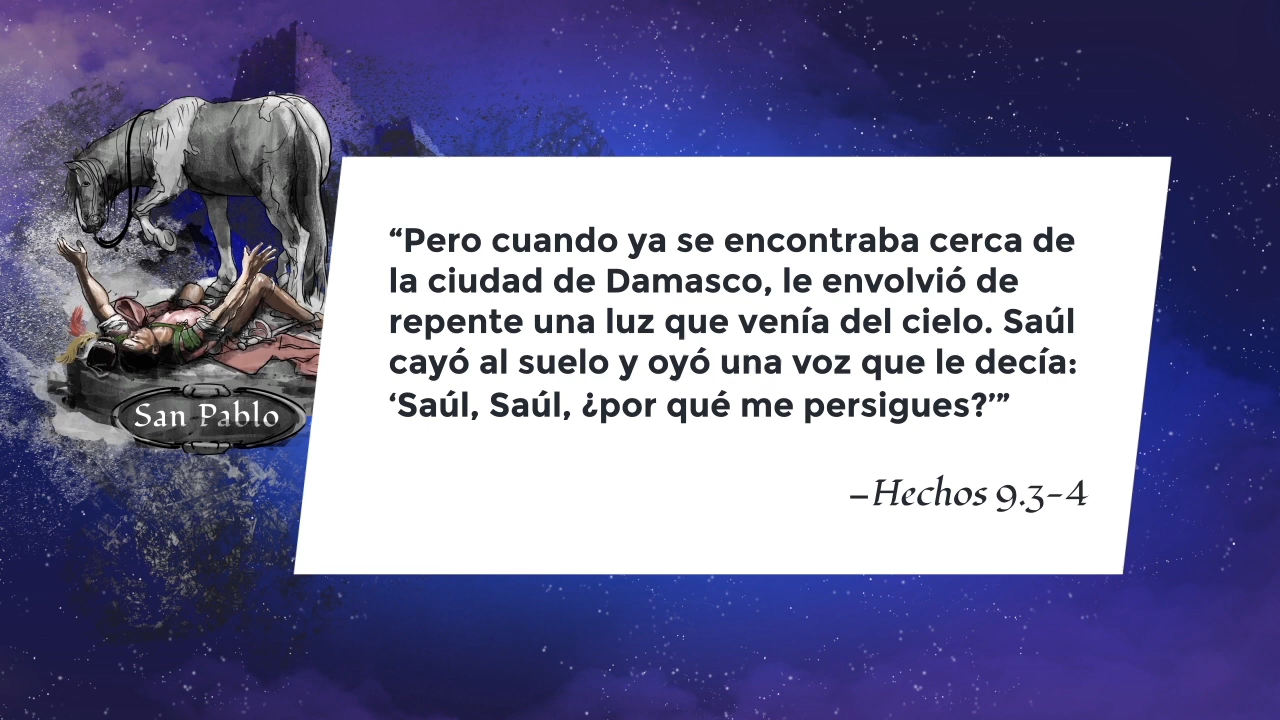 San Pablo
“Pero cuando ya se encontraba cerca de
la ciudad de Damasco, le envolvió de
repente una luz que venía del cielo. Saúl
cayó al suelo y oyó una voz que le decía:
‘Saúl, Saúl, ¿por qué me persigues?’”
–Hechos 9.3-4